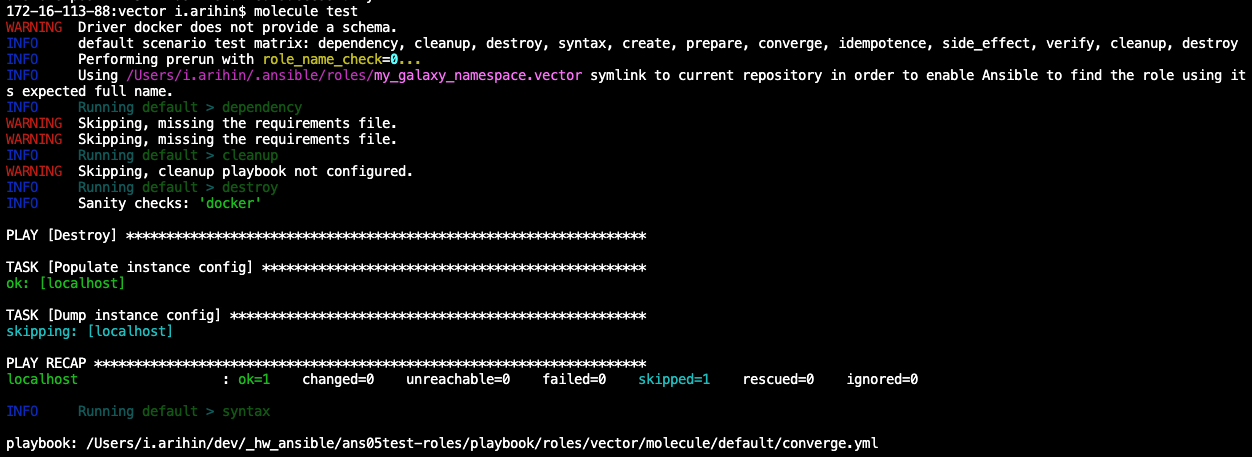 172-16-113-88:vector i.arihin$ molecule test
WARNING  Driver docker does not provide a schema.
INFO     default scenario test matrix: dependency, cleanup, destroy, syntax, create, prepare, converge, idempotence, side_effect, verify, cleanup, destroy
INFO     Performing prerun with role_name_check=0...
INFO     Using /Users/i.arihin/.ansible/roles/my_galaxy_namespace.vector symlink to current repository in order to enable Ansible to find the role using it
s expected full name.
INFO     Running default > dependency
WARNING  Skipping, missing the requirements file.
WARNING  Skipping, missing the requirements file.
INFO     Running default > cleanup
WARNING  Skipping, cleanup playbook not configured.
INFO     Running default > destroy
INFO     Sanity checks: 'docker'
PLAY [Destroy] *****************************************************************
TASK [Populate instance config] ************************************************
ok: [localhost]
TASK [Dump instance config] ****************************************************
skipping: [localhost]
PLAY RECAP *********************************************************************
localhost                  : ok=1    changed=0    unreachable=0    failed=0    skipped=1    rescued=0    ignored=0
INFO     Running default > syntax
playbook: /Users/i.arihin/dev/_hw_ansible/ans05test-roles/playbook/roles/vector/molecule/default/converge.yml